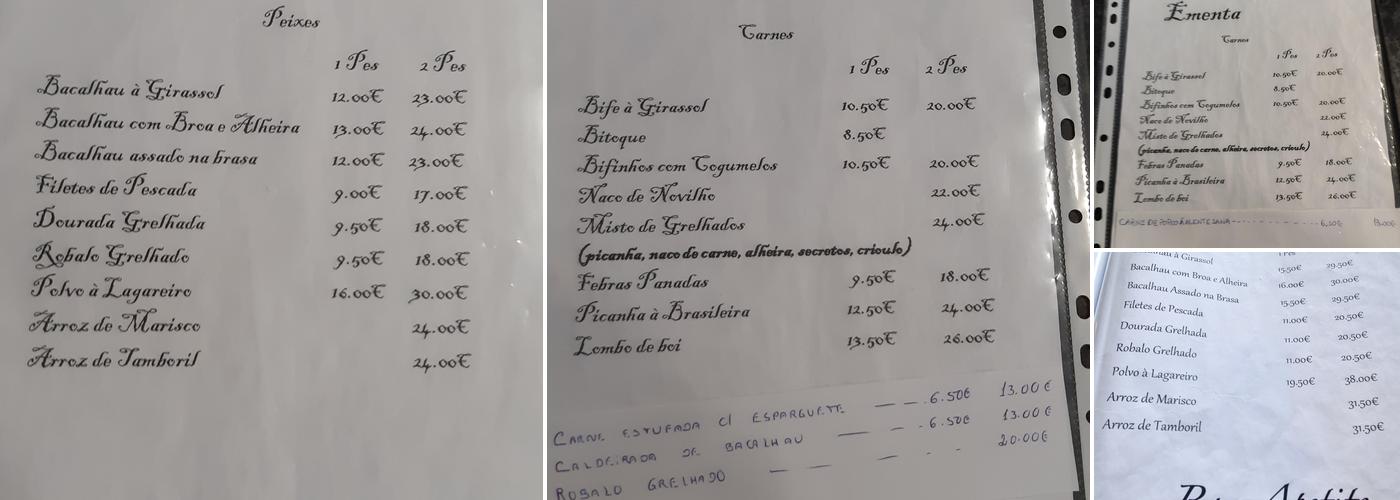 Peixes
1 Pes 2 Pes
Bacalhau à Girassol 12.00€ 23.00€
Bacalhau com Broa e Alheira 13.00€ 24.00€
Bacalhau assado na brasa 12.00€ 23.00€
Filetes de Pescada 9.00€ 17.00€
Dourada Grelhada 9.50€ 18.00€
Robalo Grelhado 9.50€ 18.00€
Polvo à Lagareiro 16.00€ 30.00€
Arroz de Marisco 24.00€
Arroz de Tamboril 24.00€
Carnes
1 Pes 2 Pes
Bife à Girassol 10.50€ 20.00€
Bitoque 8.50€
Bifinhos com Cogumelos 10.50€ 20.00€
Naco de Novilho 22.00€
Misto de Grelhados 24.00€
(picanha, naco de carne, alheira, secretos, crioulo)
Febras Panadas 9.50€ 18.00€
Picanha à Brasileira 12.50€ 24.00€
Lombo de boi 13.50€ 26.00€
CARNE ESTUFADA C/ ESPARGUETE — — 6.50€ 13.00€
CALDEIRADA DE BACALHAU — — 6.50€ 13.00€
ROBALO GRELHADO — — - - 20.00€
Ementa
Carnes
1 Pes 2 Pes
Bife à Girassol 10.50€ 20.00€
Bitoque 8.50€
Bifinhos com Cogumelos 10.50€ 20.00€
Naco de Novilho 22.00€
Misto de Grelhados 24.00€
(picanha, naco de carne, alheira, secretos, crioulo)
Febras Panadas 9.50€ 18.00€
Picanha à Brasileira 12.50€ 24.00€
Lombo de boi 13.50€ 26.00€
CARNE DE PORCO ALENTEJANA - - - - - - - - 6,50€ 13.00€
à Girassol 15.50€ 29.50€
Bacalhau com Broa e Alheira 16.00€ 30.00€
Bacalhau Assado na Brasa 15.50€ 29.50€
Filetes de Pescada 11.00€ 20.50€
Dourada Grelhada 11.00€ 20.50€
Robalo Grelhado 11.00€ 20.50€
Polvo à Lagareiro 19.50€ 38.00€
Arroz de Marisco 31.50€
Arroz de Tamboril 31.50€